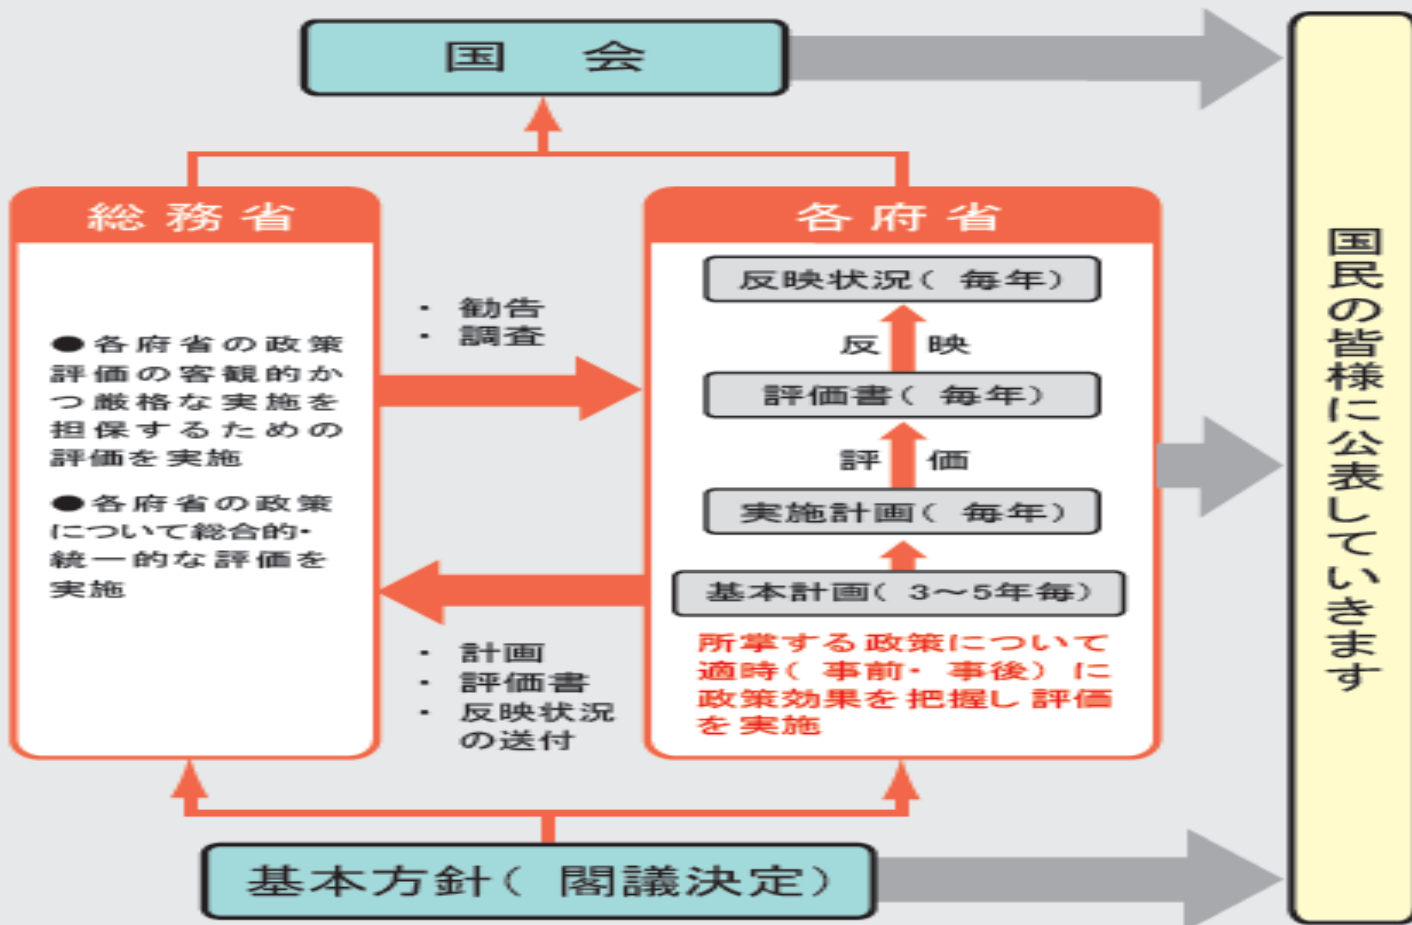 国会
総務省
●各府省の政策
評価の客観的か
つ厳格な実施を
担保するための
評価を実施
●各府省の政策
について総合的・
統一的な評価を
実施
・勧告
・調査
・計画
・評価書
・反映状況
の送付
各府省
反映状況(毎年)
反映
評価書(毎年)
評価
実施計画(毎年)
基本計画(3～5年毎)
所掌する政策について
適時(事前・事後)に
政策効果を把握し評価
を実施
基本方針(閣議決定)
国民の皆様に公表していきます